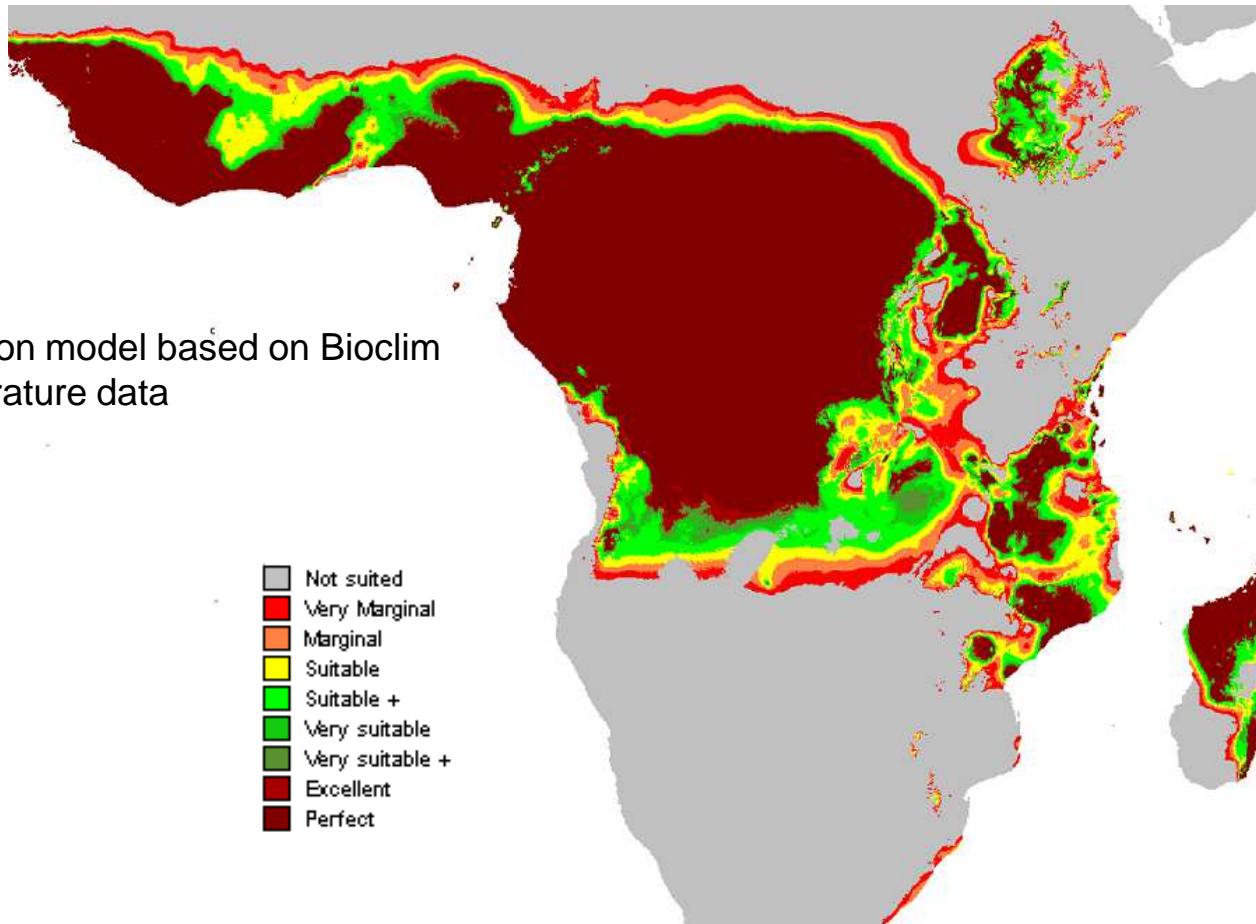 on model based on Bioclim
rature data
Not suited
Very Marginal
Marginal
Suitable
Suitable +
Very suitable
Very suitable +
Excellent
Perfect